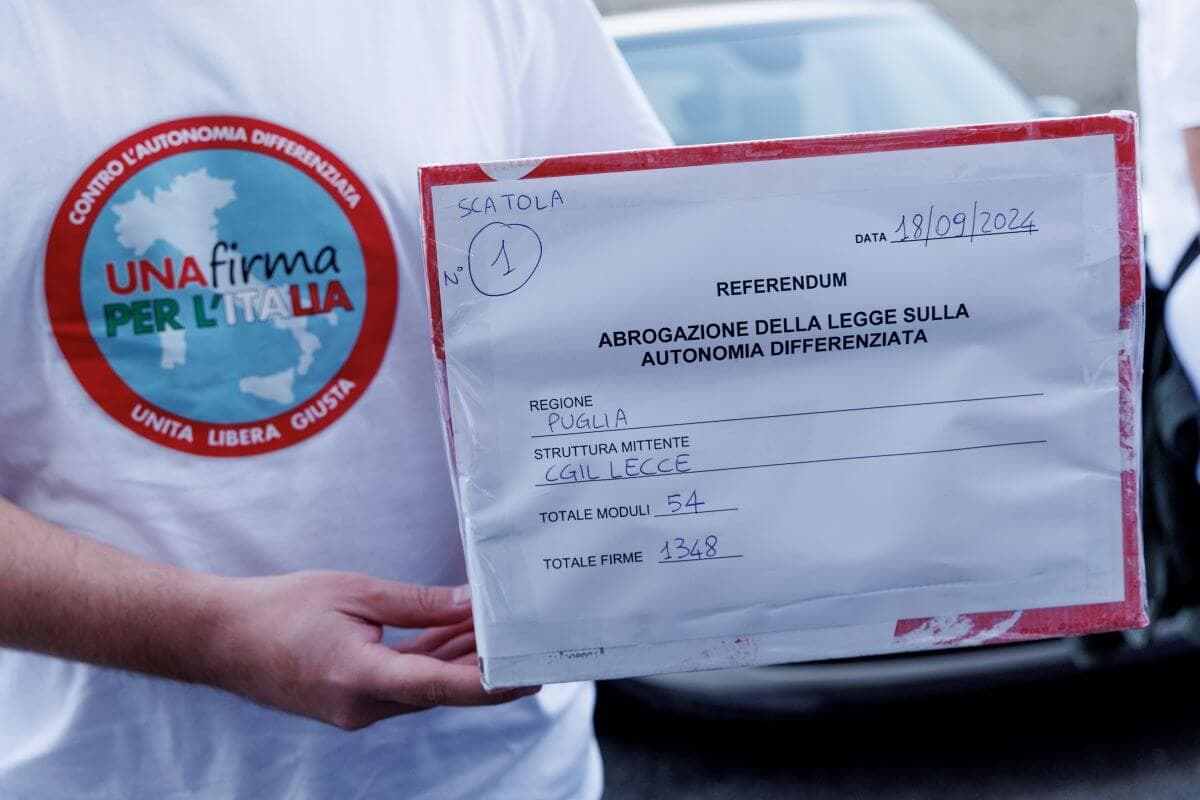 CONTRO L'AUTONOMIA DIFFERENZIATA
UNA firma
PER L'ITALIA
UNITA LIBERA GIUSTA
SCATOLA
N° 1
DATA 18/09/2024
REFERENDUM
ABROGAZIONE DELLA LEGGE SULLA
AUTONOMIA DIFFERENZIATA
REGIONE
PUGLIA
STRUTTURA MITTENTE
CGIL LECCE
TOTALE MODULI 54
TOTALE FIRME 1348